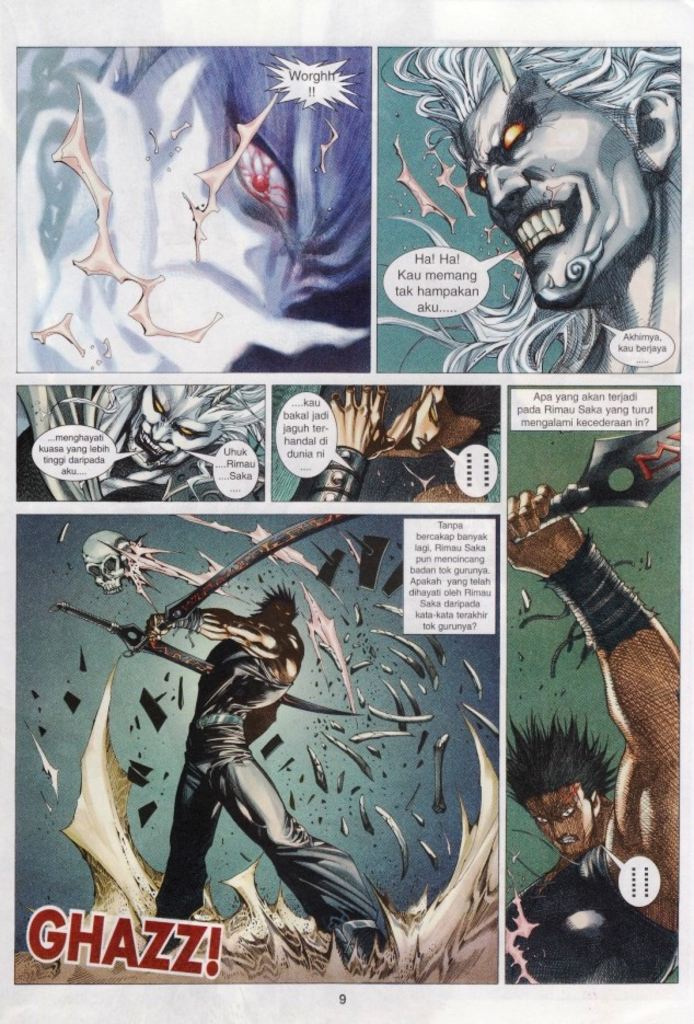 Worghh
!!
Ha! Ha!
Kau memang
tak hampakan
aku.....
Akhirnya,
kau berjaya
.....
...menghayati
kuasa yang lebih
tinggi daripada
aku....
Uhuk
....Rimau
....Saka
....
....kau
bakal jadi
jaguh ter-
handal di
dunia ni
....
Apa yang akan terjadi
pada Rimau Saka yang turut
mengalami kecederaan in?
Tanpa
bercakap banyak
lagi, Rimau Saka
pun mencincang
badan tok gurunya.
Apakah yang telah
dihayati oleh Rimau
Saka daripada
kata-kata terakhir
tok gurunya?
GHAZZ!
9